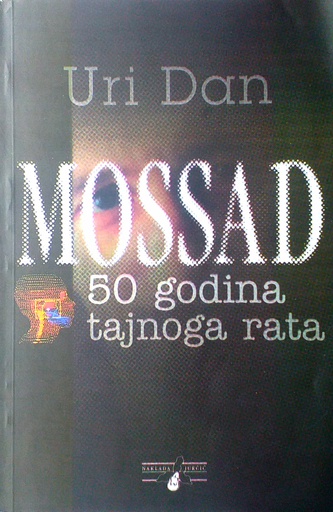 Uri Dan
MOSSAD
50 godina
tajnoga rata
NAKLADA JURČIĆ